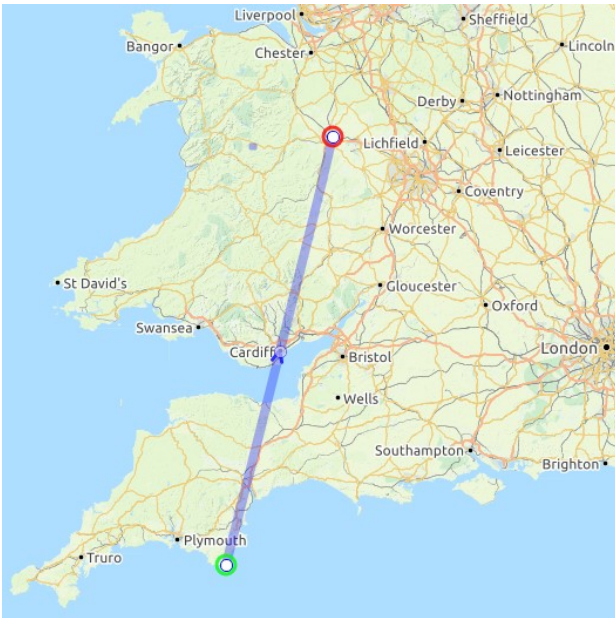 Liverpool
Sheffield
Bangor
Chester
Lincoln
Derby
Nottingham
Lichfield
Leicester
Coventry
Worcester
St David's
Gloucester
Oxford
Swansea
Cardiff
Bristol
London
Wells
Southampton
Brighton
Plymouth
Truro